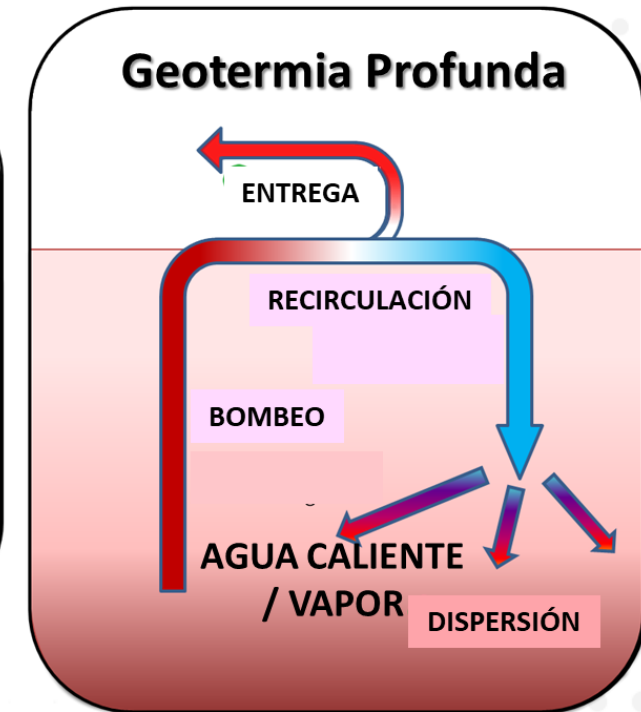 Geotermia Profunda
ENTREGA
RECIRCULACIÓN
BOMBEO
AGUA CALIENTE
/ VAPOR
DISPERSIÓN